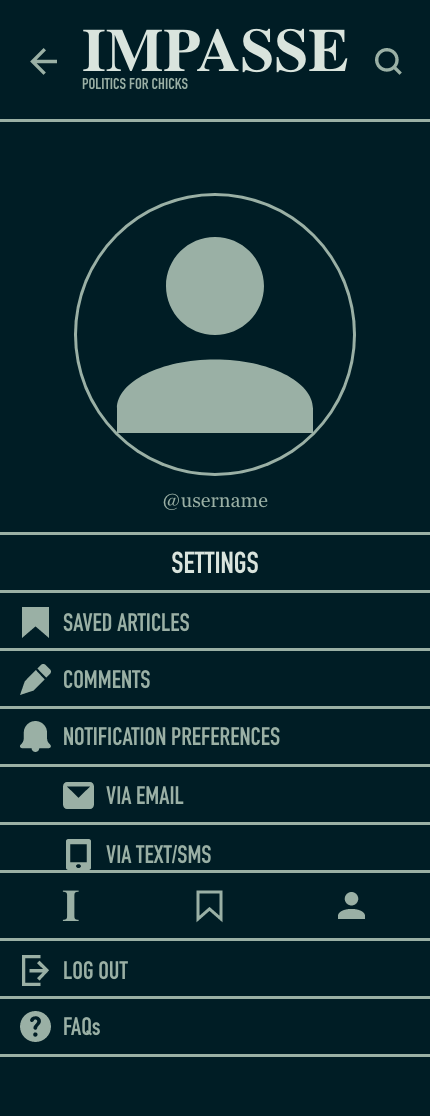 IMPASSE
POLITICS FOR CHICKS
@username
SETTINGS
SAVED ARTICLES
COMMENTS
NOTIFICATION PREFERENCES
VIA EMAIL
VIA TEXT/SMS
I
LOG OUT
FAQs